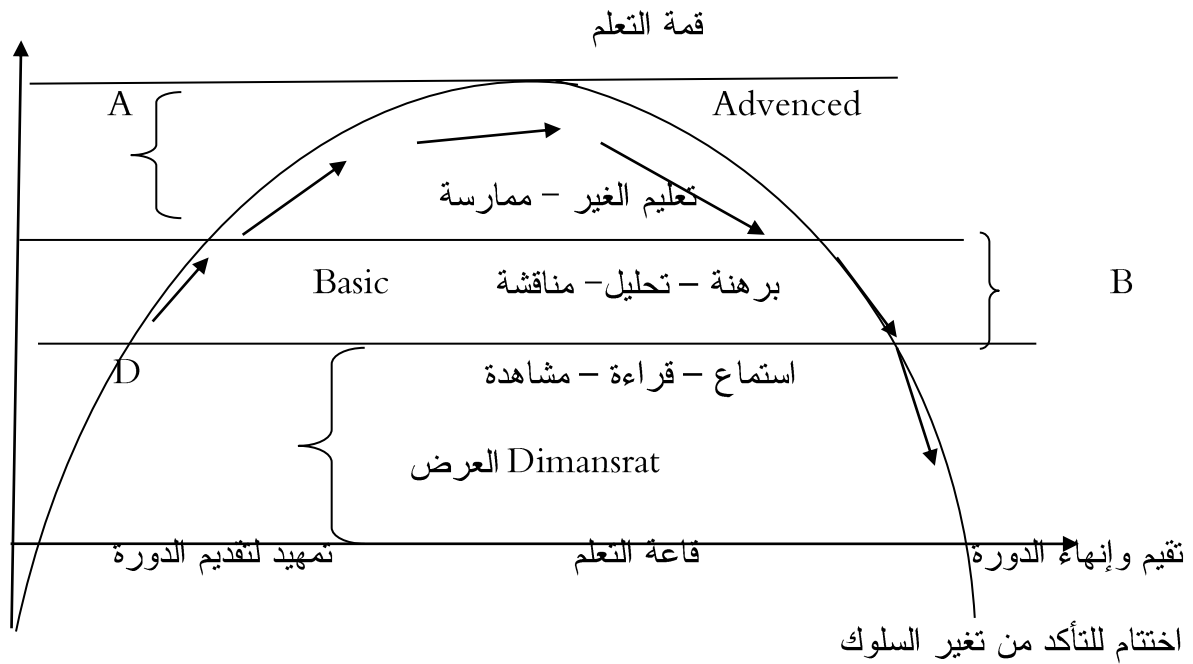 قمة التعلم
A
Advenced
تعليم الغير – ممارسة
Basic
برهنة – تحليل– مناقشة
B
D
استماع – قراءة – مشاهدة
العرض Dimansrat
تمهيد لتقديم الدورة
قاعة التعلم
تقيم وإنهاء الدورة
اختتام للتأكد من تغير السلوك